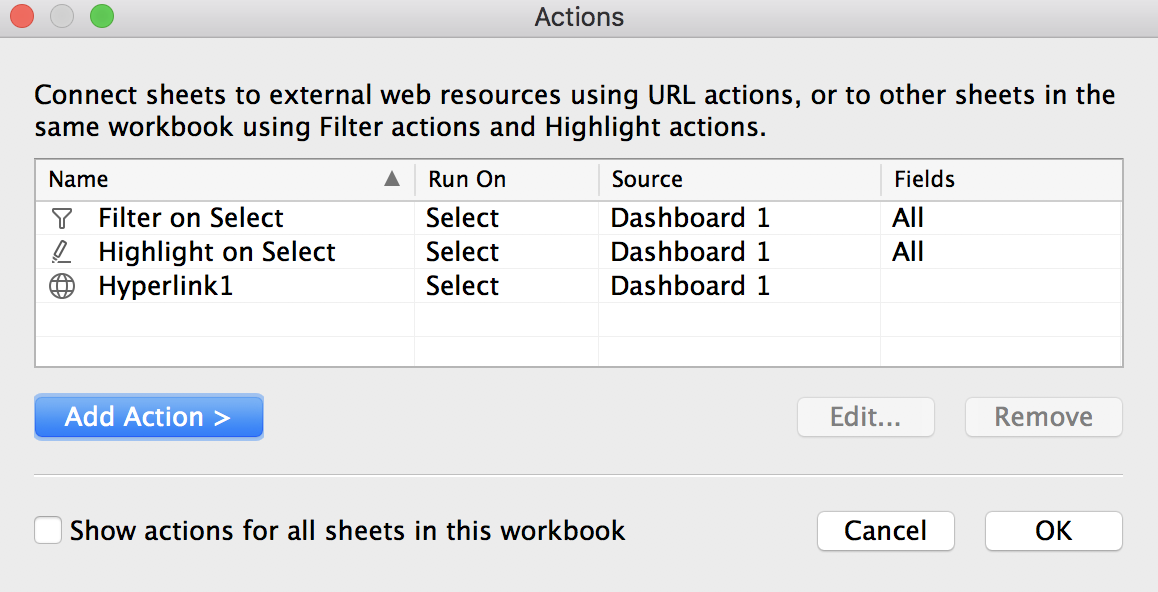 Actions
Connect sheets to external web resources using URL actions, or to other sheets in the
same workbook using Filter actions and Highlight actions.
Name Run On Source Fields
Filter on Select Select Dashboard 1 All
Highlight on Select Select Dashboard 1 All
Hyperlink1 Select Dashboard 1
Add Action > Edit... Remove
Show actions for all sheets in this workbook Cancel OK